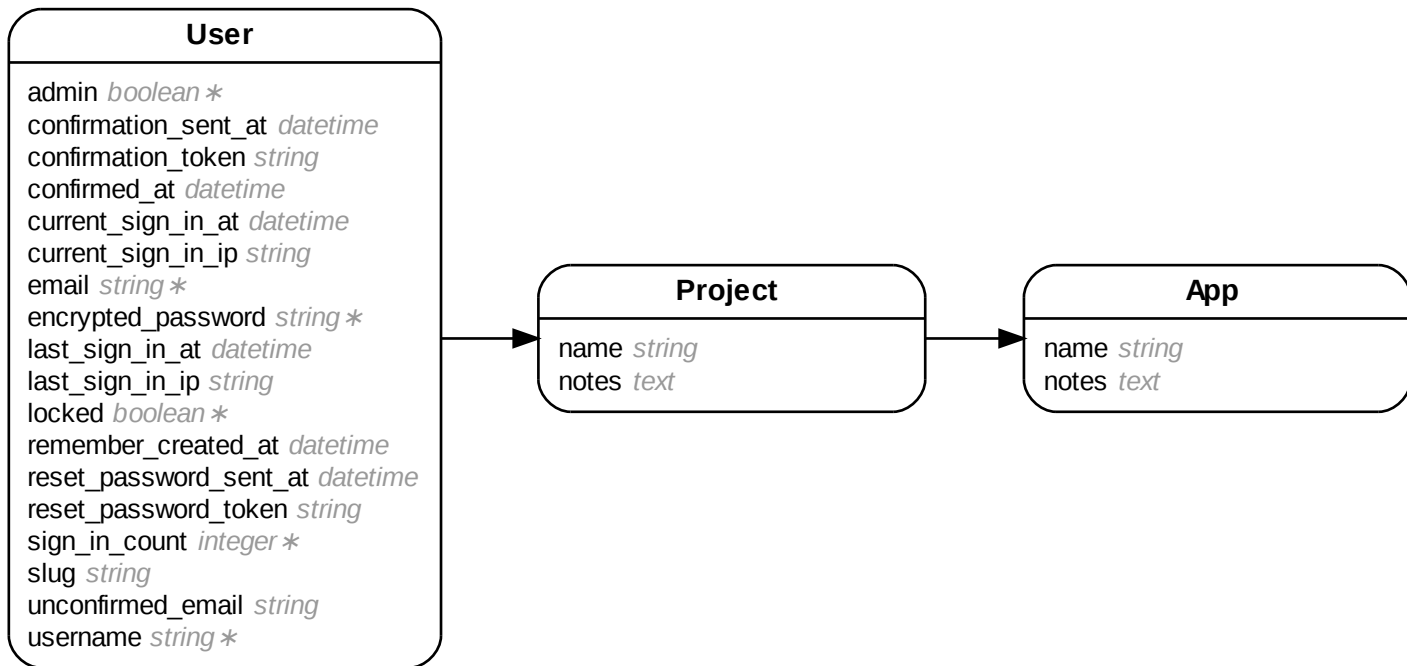 User
admin boolean ∗
confirmation_sent_at datetime
confirmation_token string
confirmed_at datetime
current_sign_in_at datetime
current_sign_in_ip string
email string ∗
encrypted_password string ∗
last_sign_in_at datetime
last_sign_in_ip string
locked boolean ∗
remember_created_at datetime
reset_password_sent_at datetime
reset_password_token string
sign_in_count integer ∗
slug string
unconfirmed_email string
username string ∗
Project
name string
notes text
App
name string
notes text